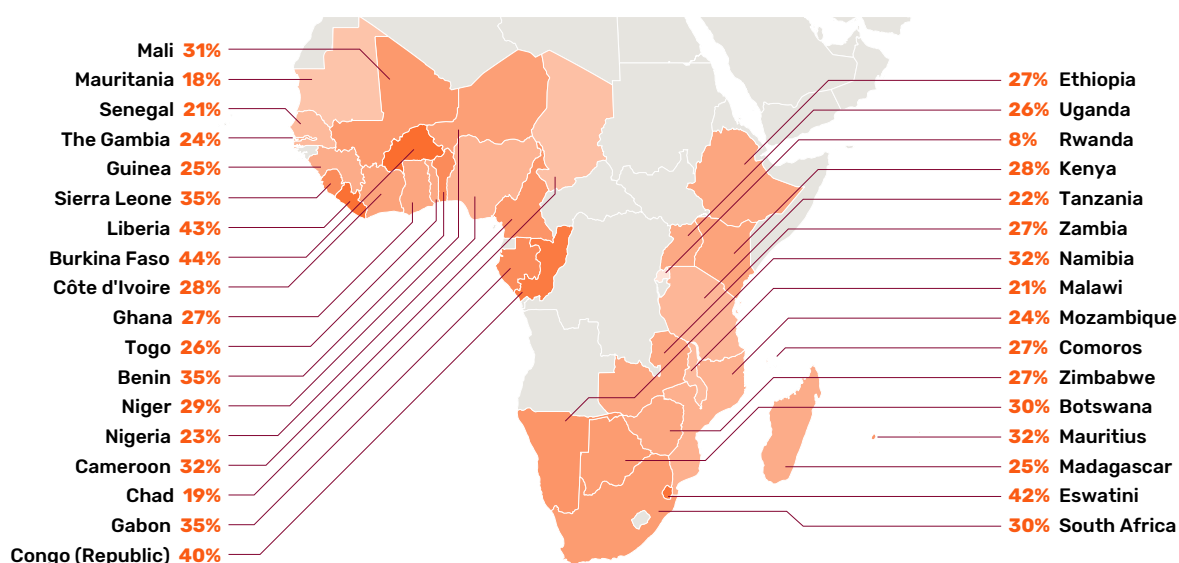 Mali 31%
Mauritania 18%
Senegal 21%
The Gambia 24%
Guinea 25%
Sierra Leone 35%
Liberia 43%
Burkina Faso 44%
Côte d'Ivoire 28%
Ghana 27%
Togo 26%
Benin 35%
Niger 29%
Nigeria 23%
Cameroon 32%
Chad 19%
Gabon 35%
Congo (Republic) 40%
27% Ethiopia
26% Uganda
8% Rwanda
28% Kenya
22% Tanzania
27% Zambia
32% Namibia
21% Malawi
24% Mozambique
27% Comoros
27% Zimbabwe
30% Botswana
32% Mauritius
25% Madagascar
42% Eswatini
30% South Africa